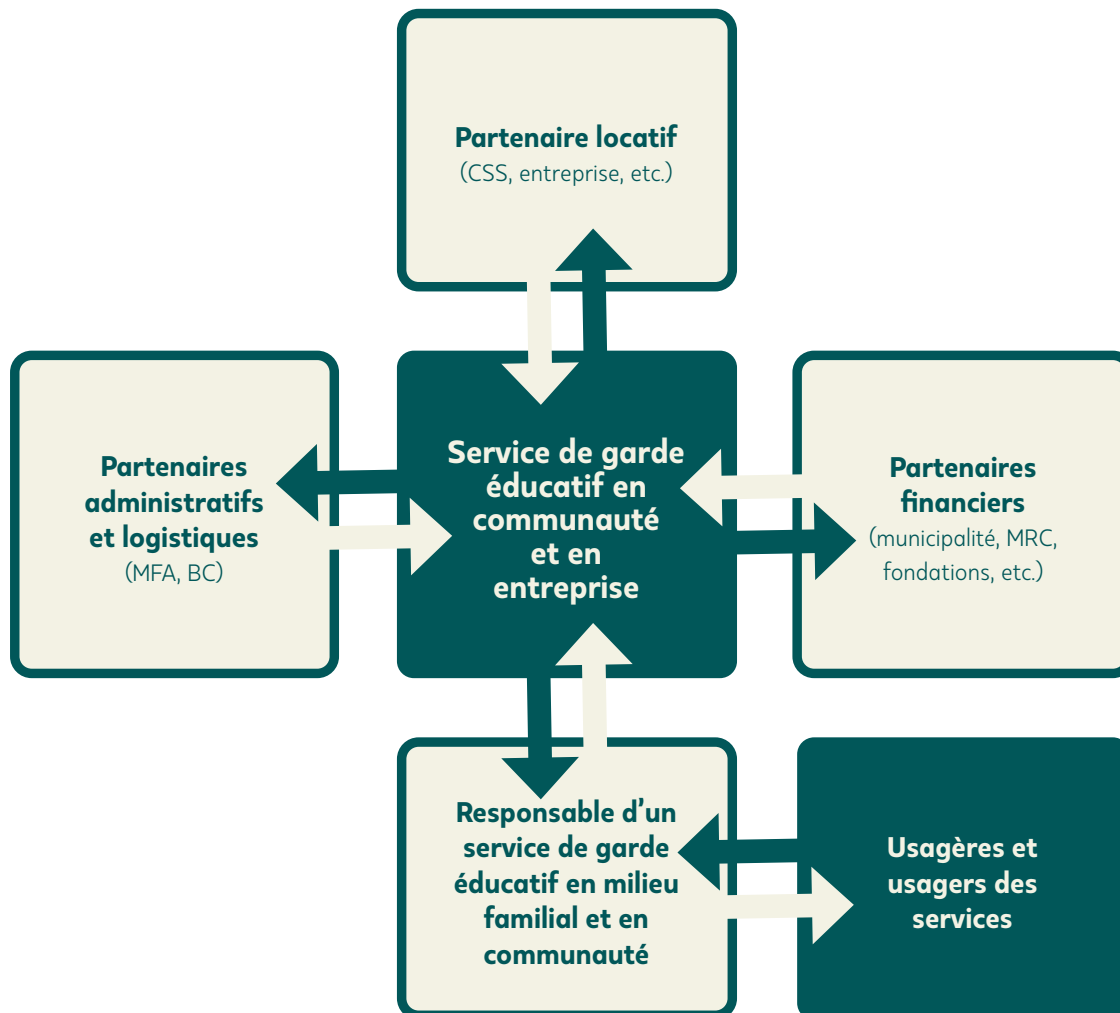 Partenaire locatif
(CSS, entreprise, etc.)
Partenaires
administratifs
et logistiques
(MFA, BC)
Service de garde
éducatif en
communauté
et en
entreprise
Partenaires
financiers
(municipalité, MRC,
fondations, etc.)
Responsable d’un
service de garde
éducatif en milieu
familial et en
communauté
Usagères et
usagers des
services